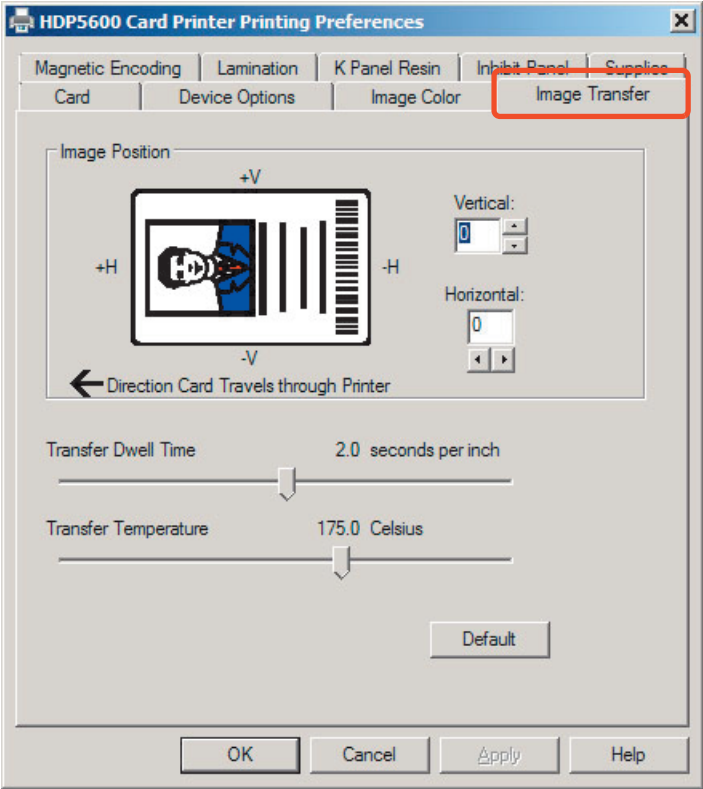 HDP5600 Card Printer Printing Preferences
Magnetic Encoding Lamination K Panel Resin Inhibit Panel Supplies
Card Device Options Image Color Image Transfer
Image Position
+V
Vertical:
0
+H -H
Horizontal:
0
-V
Direction Card Travels through Printer
Transfer Dwell Time 2.0 seconds per inch
Transfer Temperature 175.0 Celsius
Default
OK Cancel Apply Help